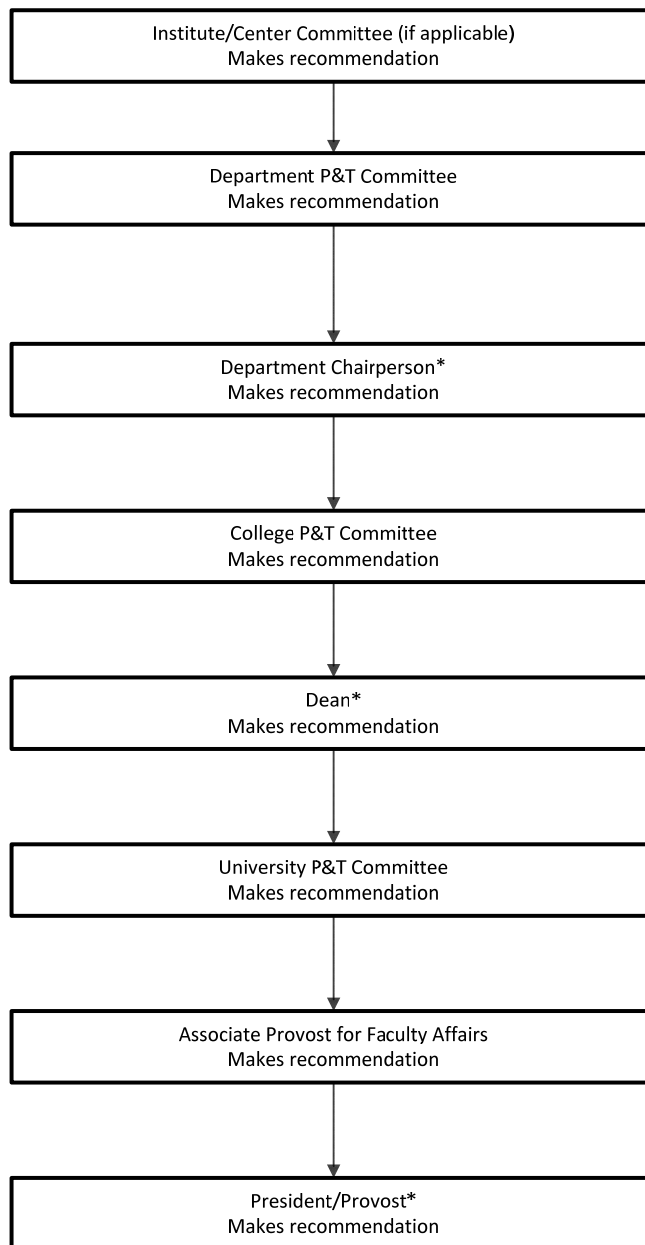 Institute/Center Committee (if applicable)
Makes recommendation
Department P&T Committee
Makes recommendation
Department Chairperson*
Makes recommendation
College P&T Committee
Makes recommendation
Dean*
Makes recommendation
University P&T Committee
Makes recommendation
Associate Provost for Faculty Affairs
Makes recommendation
President/Provost*
Makes recommendation